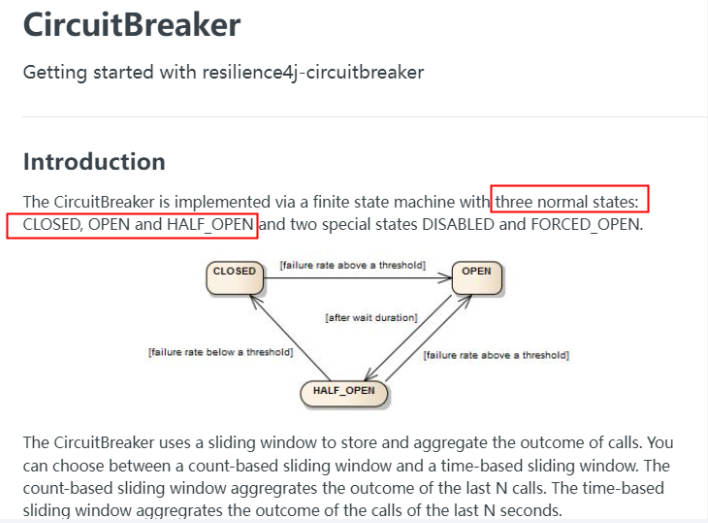 CircuitBreaker
Getting started with resilience4j-circuitbreaker
Introduction
The CircuitBreaker is implemented via a finite state machine with three normal states:
CLOSED, OPEN and HALF_OPEN and two special states DISABLED and FORCED_OPEN.
CLOSED
[failure rate above a threshold]
OPEN
[after wait duration]
[failure rate below a threshold]
[failure rate above a threshold]
HALF_OPEN
The CircuitBreaker uses a sliding window to store and aggregate the outcome of calls. You
can choose between a count-based sliding window and a time-based sliding window. The
count-based sliding window aggregrates the outcome of the last N calls. The time-based
sliding window aggregrates the outcome of the calls of the last N seconds.